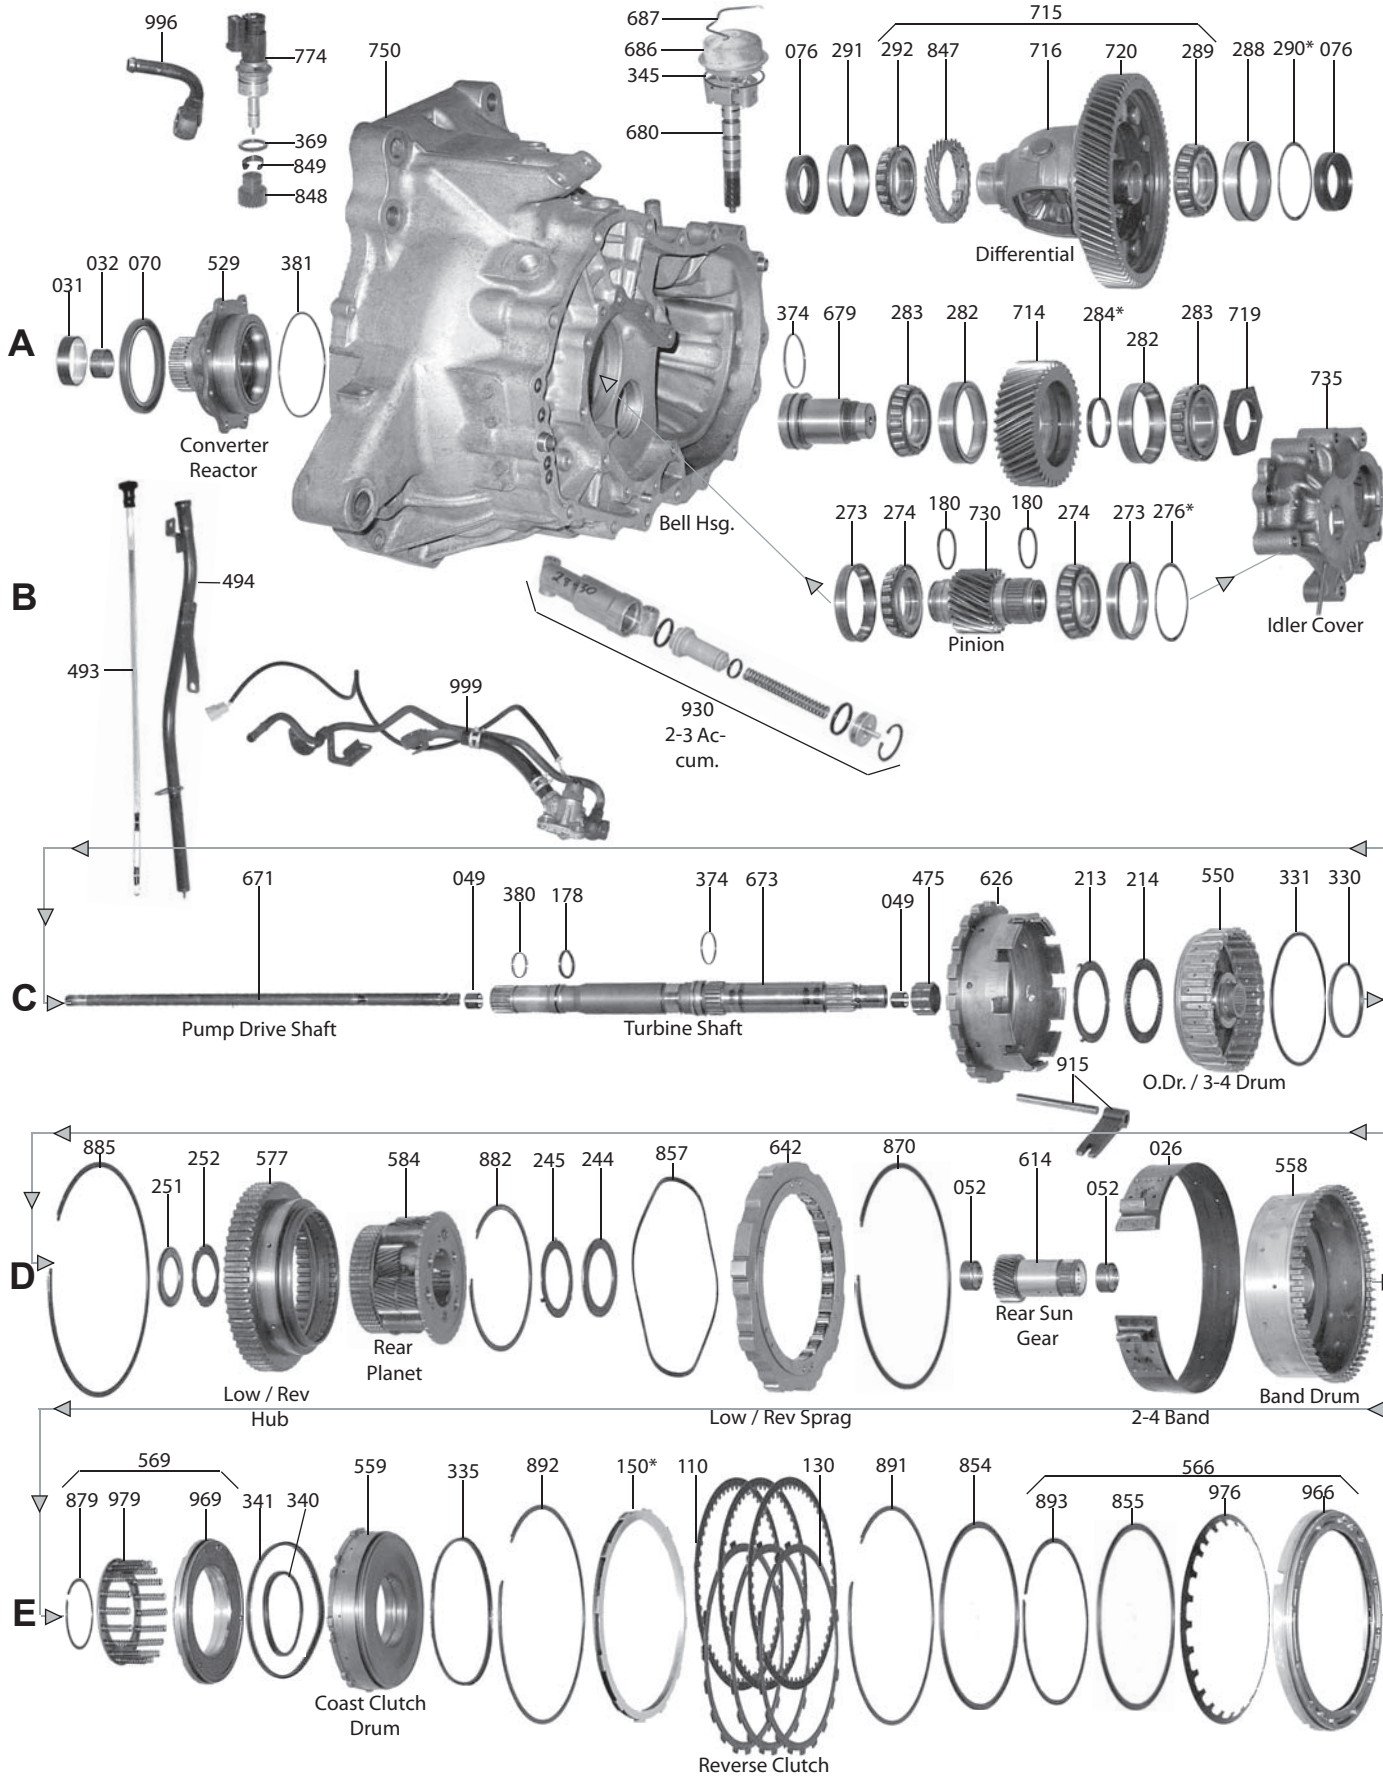 996
774
750
369
849
848
687
686
345
680
715
076 291 292 847 716 720 289 288 290* 076
Differential
031
032 070 529 381
A
Converter
Reactor
Bell Hsg.
374 679 283 282 714 284* 282 283 719
735
Idler Cover
B
493
494
999
28930
930
2-3 Ac-
cum.
273 274 180 730 180 274 273 276*
Pinion
C
671 049 380 178 374 673 049 475 626 213 214 550 331 330
Pump Drive Shaft
Turbine Shaft
O.Dr. / 3-4 Drum
915
D
885 251 252 577 584 882 245 244 857 642 870 052 614 052 026 558
Low / Rev
Hub
Rear
Planet
Low / Rev Sprag
Rear Sun
Gear
2-4 Band
Band Drum
E
569
879 979 969 341 340 559 335 892 150* 110 130 891 854
566
893 855 976 966
Coast Clutch
Drum
Reverse Clutch